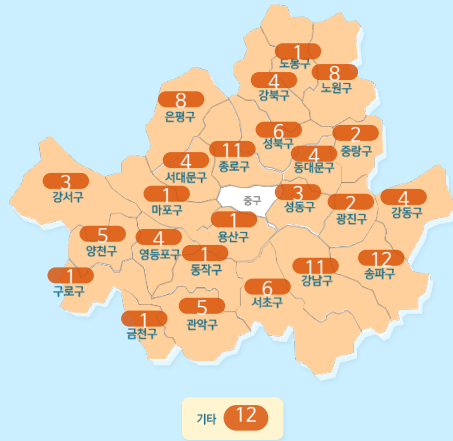 1
도봉구
4
강북구
8
노원구
8
은평구
6
성북구
2
중랑구
11
종로구
4
동대문구
4
서대문구
3
강서구
1
마포구
중구
3
성동구
2
광진구
4
강동구
1
용산구
5
양천구
4
영등포구
1
동작구
12
송파구
11
강남구
1
구로구
6
서초구
5
관악구
1
금천구
기타 12